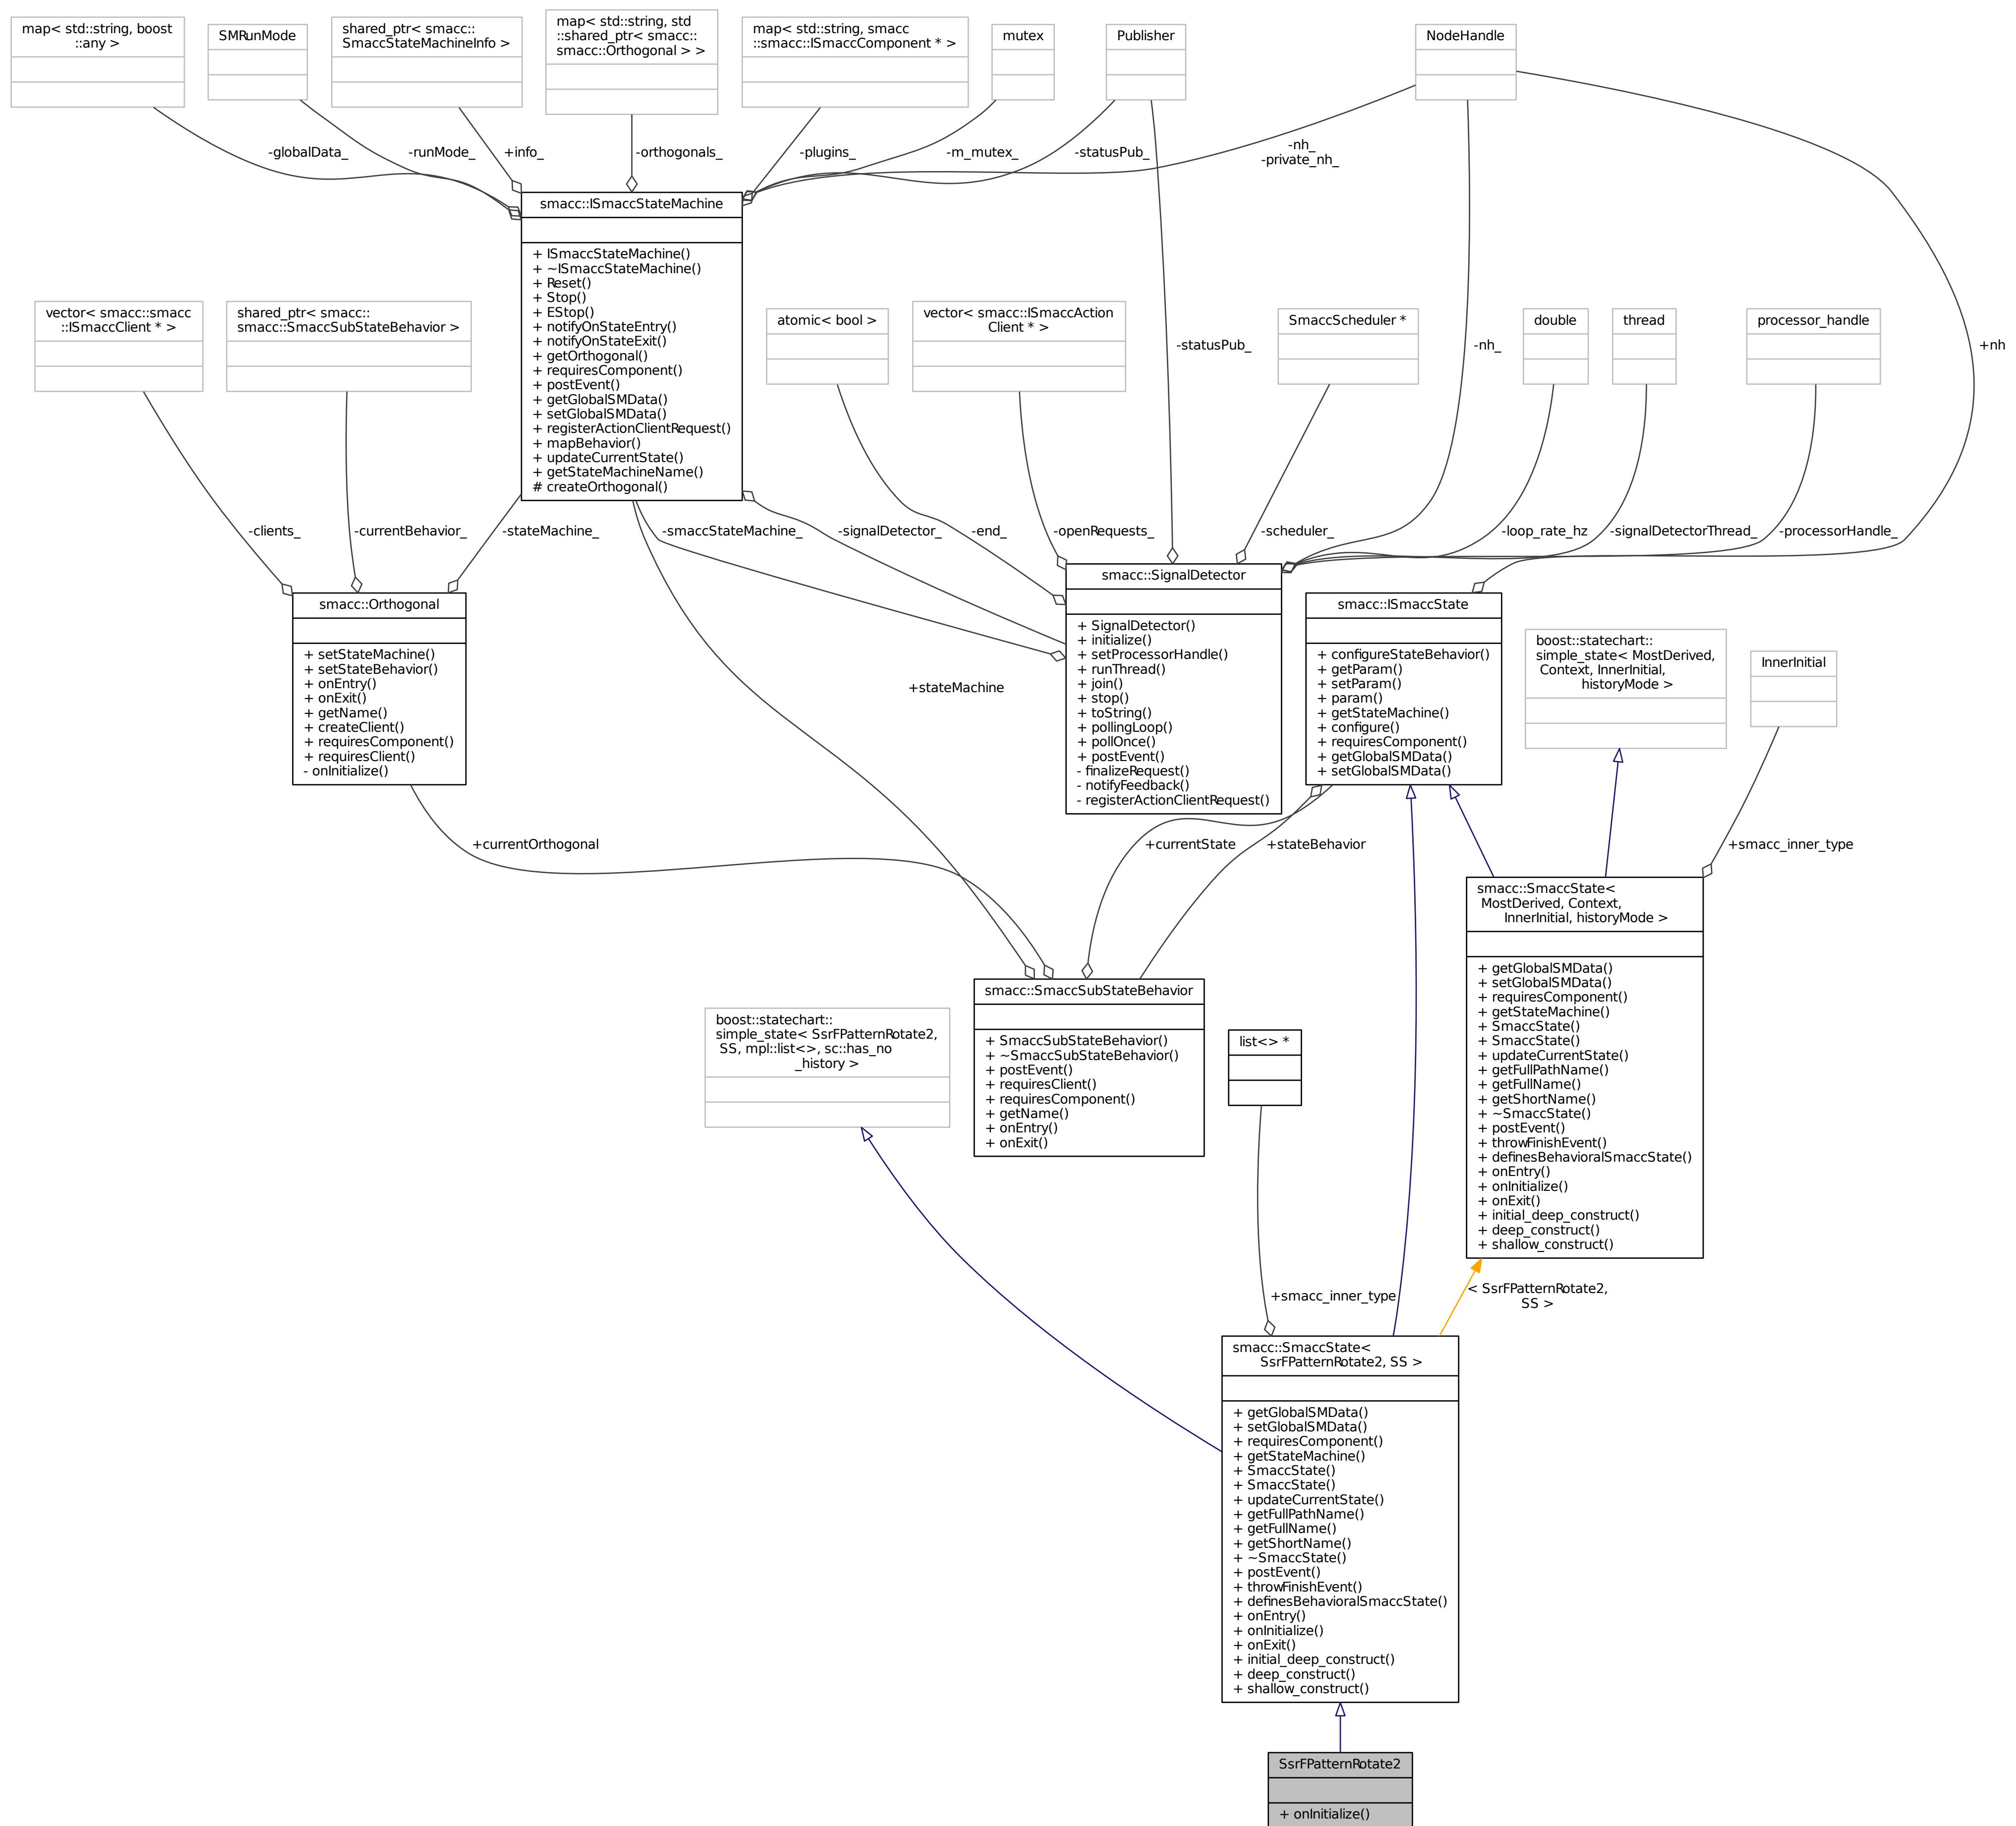 map< std::string, boost
::any >
SMRunMode
shared_ptr< smacc::
SmaccStateMachineInfo >
map< std::string, std
::shared_ptr< smacc::
smacc::Orthogonal > >
map< std::string, smacc
::smacc::ISmaccComponent * >
mutex
Publisher
NodeHandle
-globalData_
-runMode_
+info_
-orthogonals_
-plugins_
-m_mutex_
-statusPub_
-nh_
-private_nh_
smacc::ISmaccStateMachine
+ ISmaccStateMachine()
+ ~ISmaccStateMachine()
+ Reset()
+ Stop()
+ EStop()
+ notifyOnStateEntry()
+ notifyOnStateExit()
+ getOrthogonal()
+ requiresComponent()
+ postEvent()
+ getGlobalSMData()
+ setGlobalSMData()
+ registerActionClientRequest()
+ mapBehavior()
+ updateCurrentState()
+ getStateMachineName()
# createOrthogonal()
vector< smacc::smacc
::ISmaccClient * >
shared_ptr< smacc::
smacc::SmaccSubStateBehavior >
atomic< bool >
vector< smacc::ISmaccAction
Client * >
SmaccScheduler *
double
thread
processor_handle
-statusPub_
-nh_
+nh
-clients_
-currentBehavior_
-stateMachine_
-smaccStateMachine_
-signalDetector_
-end_
-openRequests_
-scheduler_
-loop_rate_hz
-signalDetectorThread_
-processorHandle_
smacc::Orthogonal
+ setStateMachine()
+ setStateBehavior()
+ onEntry()
+ onExit()
+ getName()
+ createClient()
+ requiresComponent()
+ requiresClient()
- onInitialize()
smacc::SignalDetector
+ SignalDetector()
+ initialize()
+ setProcessorHandle()
+ runThread()
+ join()
+ stop()
+ toString()
+ pollingLoop()
+ pollOnce()
+ postEvent()
- finalizeRequest()
- notifyFeedback()
- registerActionClientRequest()
smacc::ISmaccState
+ configureStateBehavior()
+ getParam()
+ setParam()
+ param()
+ getStateMachine()
+ configure()
+ requiresComponent()
+ getGlobalSMData()
+ setGlobalSMData()
boost::statechart::
simple_state< MostDerived,
Context, InnerInitial,
historyMode >
InnerInitial
+stateMachine
+currentOrthogonal
+currentState
+stateBehavior
+smacc_inner_type
smacc::SmaccState<
MostDerived, Context,
InnerInitial, historyMode >
+ getGlobalSMData()
+ setGlobalSMData()
+ requiresComponent()
+ getStateMachine()
+ SmaccState()
+ SmaccState()
+ updateCurrentState()
+ getFullPathName()
+ getFullName()
+ getShortName()
+ ~SmaccState()
+ postEvent()
+ throwFinishEvent()
+ definesBehavioralSmaccState()
+ onEntry()
+ onInitialize()
+ onExit()
+ initial_deep_construct()
+ deep_construct()
+ shallow_construct()
smacc::SmaccSubStateBehavior
+ SmaccSubStateBehavior()
+ ~SmaccSubStateBehavior()
+ postEvent()
+ requiresClient()
+ requiresComponent()
+ getName()
+ onEntry()
+ onExit()
boost::statechart::
simple_state< SsrFPatternRotate2,
SS, mpl::list<>, sc::has_no
_history >
list<> *
+smacc_inner_type
< SsrFPatternRotate2,
SS >
smacc::SmaccState<
SsrFPatternRotate2, SS >
+ getGlobalSMData()
+ setGlobalSMData()
+ requiresComponent()
+ getStateMachine()
+ SmaccState()
+ SmaccState()
+ updateCurrentState()
+ getFullPathName()
+ getFullName()
+ getShortName()
+ ~SmaccState()
+ postEvent()
+ throwFinishEvent()
+ definesBehavioralSmaccState()
+ onEntry()
+ onInitialize()
+ onExit()
+ initial_deep_construct()
+ deep_construct()
+ shallow_construct()
SsrFPatternRotate2
+ onInitialize()